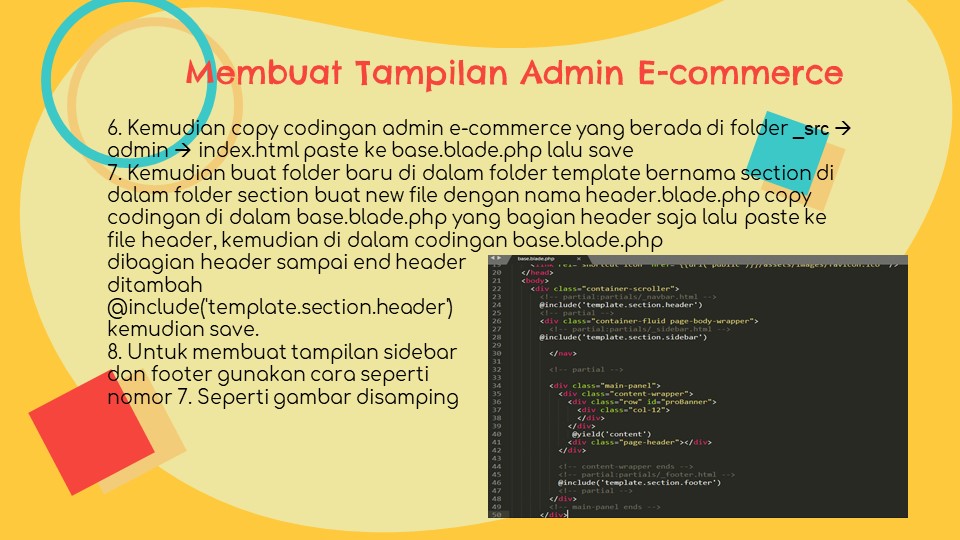 Membuat Tampilan Admin E-commerce
6. Kemudian copy codingan admin e-commerce yang berada di folder _src →
admin → index.html paste ke base.blade.php lalu save
7. Kemudian buat folder baru di dalam folder template bernama section di
dalam folder section buat new file dengan nama header.blade.php copy
codingan di dalam base.blade.php yang bagian header saja lalu paste ke
file header, kemudian di dalam codingan base.blade.php
dibagian header sampai end header
ditambah
@include('template.section.header')
kemudian save.
8. Untuk membuat tampilan sidebar
dan footer gunakan cara seperti
nomor 7. Seperti gambar disamping
base.blade.php
20 </head>
21 <body>
22 <div class="container-scroller">
23 <!-- partial:partials/_navbar.html -->
24 @include('template.section.header')
25 <!-- partial -->
26 <div class="container-fluid page-body-wrapper">
27 <!-- partial:partials/_sidebar.html -->
28 @include('template.section.sidebar')
29
30 </nav>
31
32 <!-- partial -->
33
34 <div class="main-panel">
35 <div class="content-wrapper">
36 <div class="row" id="proBanner">
37 <div class="col-12">
38 </div>
39 </div>
40 @yield('content')
41 <div class="page-header"></div>
42 </div>
43
44 <!-- content-wrapper ends -->
45 <!-- partial:partials/_footer.html -->
46 @include('template.section.footer')
47 <!-- partial -->
48 </div>
49 <!-- main-panel ends -->
50 </div>